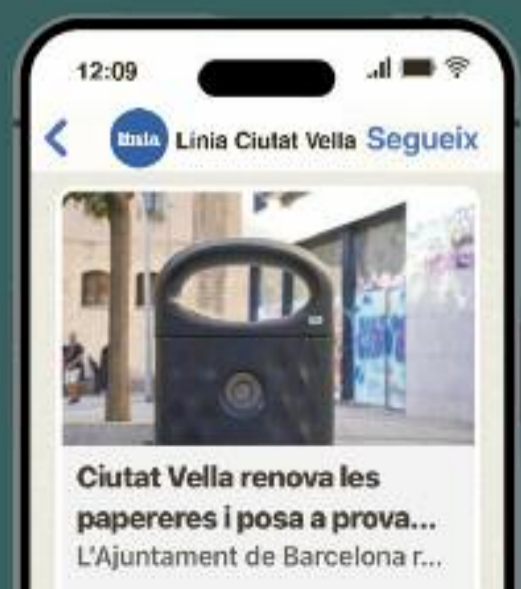 12:09
línia Línia Ciutat Vella Segueix
Ciutat Vella renova les
papereres i posa a prova...
L'Ajuntament de Barcelona r...